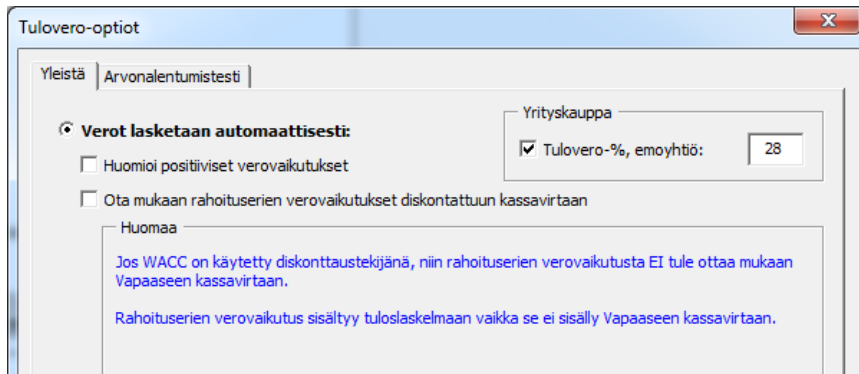 Tulovero-optiot
Yleistä Arvonalentumistesti
Yrityskauppa
Verot lasketaan automaattisesti:
Tulovero-%, emoyhtiö: 28
Huomioi positiiviset verovaikutukset
Ota mukaan rahoituserien verovaikutukset diskontattuun kassavirtaan
Huomaa
Jos WACC on käytetty diskonttaustekijänä, niin rahoituserien verovaikutusta EI tule ottaa mukaan
Vapaaseen kassavirtaan.
Rahoituserien verovaikutus sisältyy tuloslaskelmaan vaikka se ei sisälly Vapaaseen kassavirtaan.